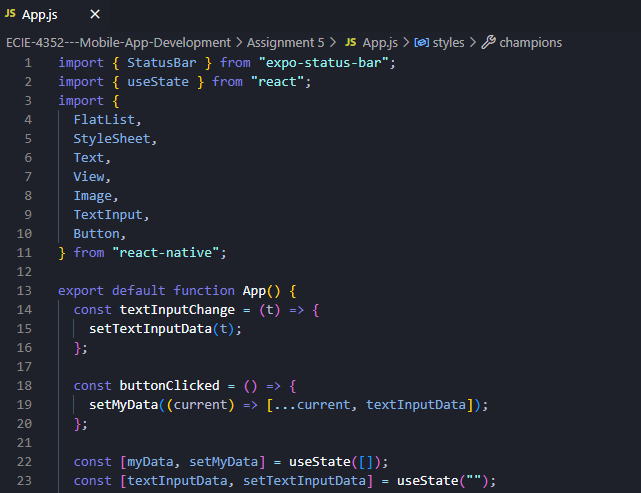 JS App.js ×
ECIE-4352---Mobile-App-Development > Assignment 5 > JS App.js > styles > champions
1 import { StatusBar } from "expo-status-bar";
2 import { useState } from "react";
3 import {
4   FlatList,
5   StyleSheet,
6   Text,
7   View,
8   Image,
9   TextInput,
10   Button,
11 } from "react-native";
12
13 export default function App() {
14   const textInputChange = (t) => {
15     setTextInputData(t);
16   };
17
18   const buttonClicked = () => {
19     setMyData((current) => [...current, textInputData]);
20   };
21
22   const [myData, setMyData] = useState([]);
23   const [textInputData, setTextInputData] = useState("");